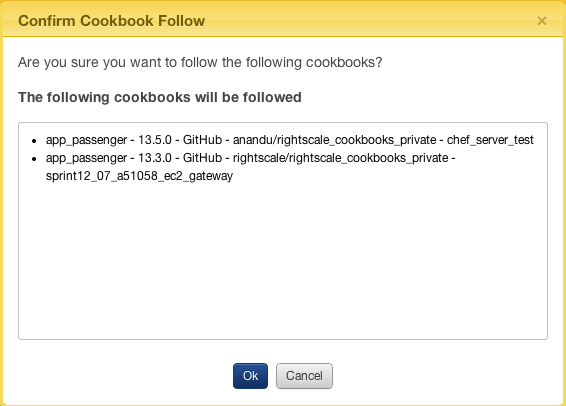 Confirm Cookbook Follow ×
Are you sure you want to follow the following cookbooks?
The following cookbooks will be followed
• app_passenger - 13.5.0 - GitHub - anandu/rightscale_cookbooks_private - chef_server_test
• app_passenger - 13.3.0 - GitHub - rightscale/rightscale_cookbooks_private -
sprint12_07_a51058_ec2_gateway
Ok Cancel